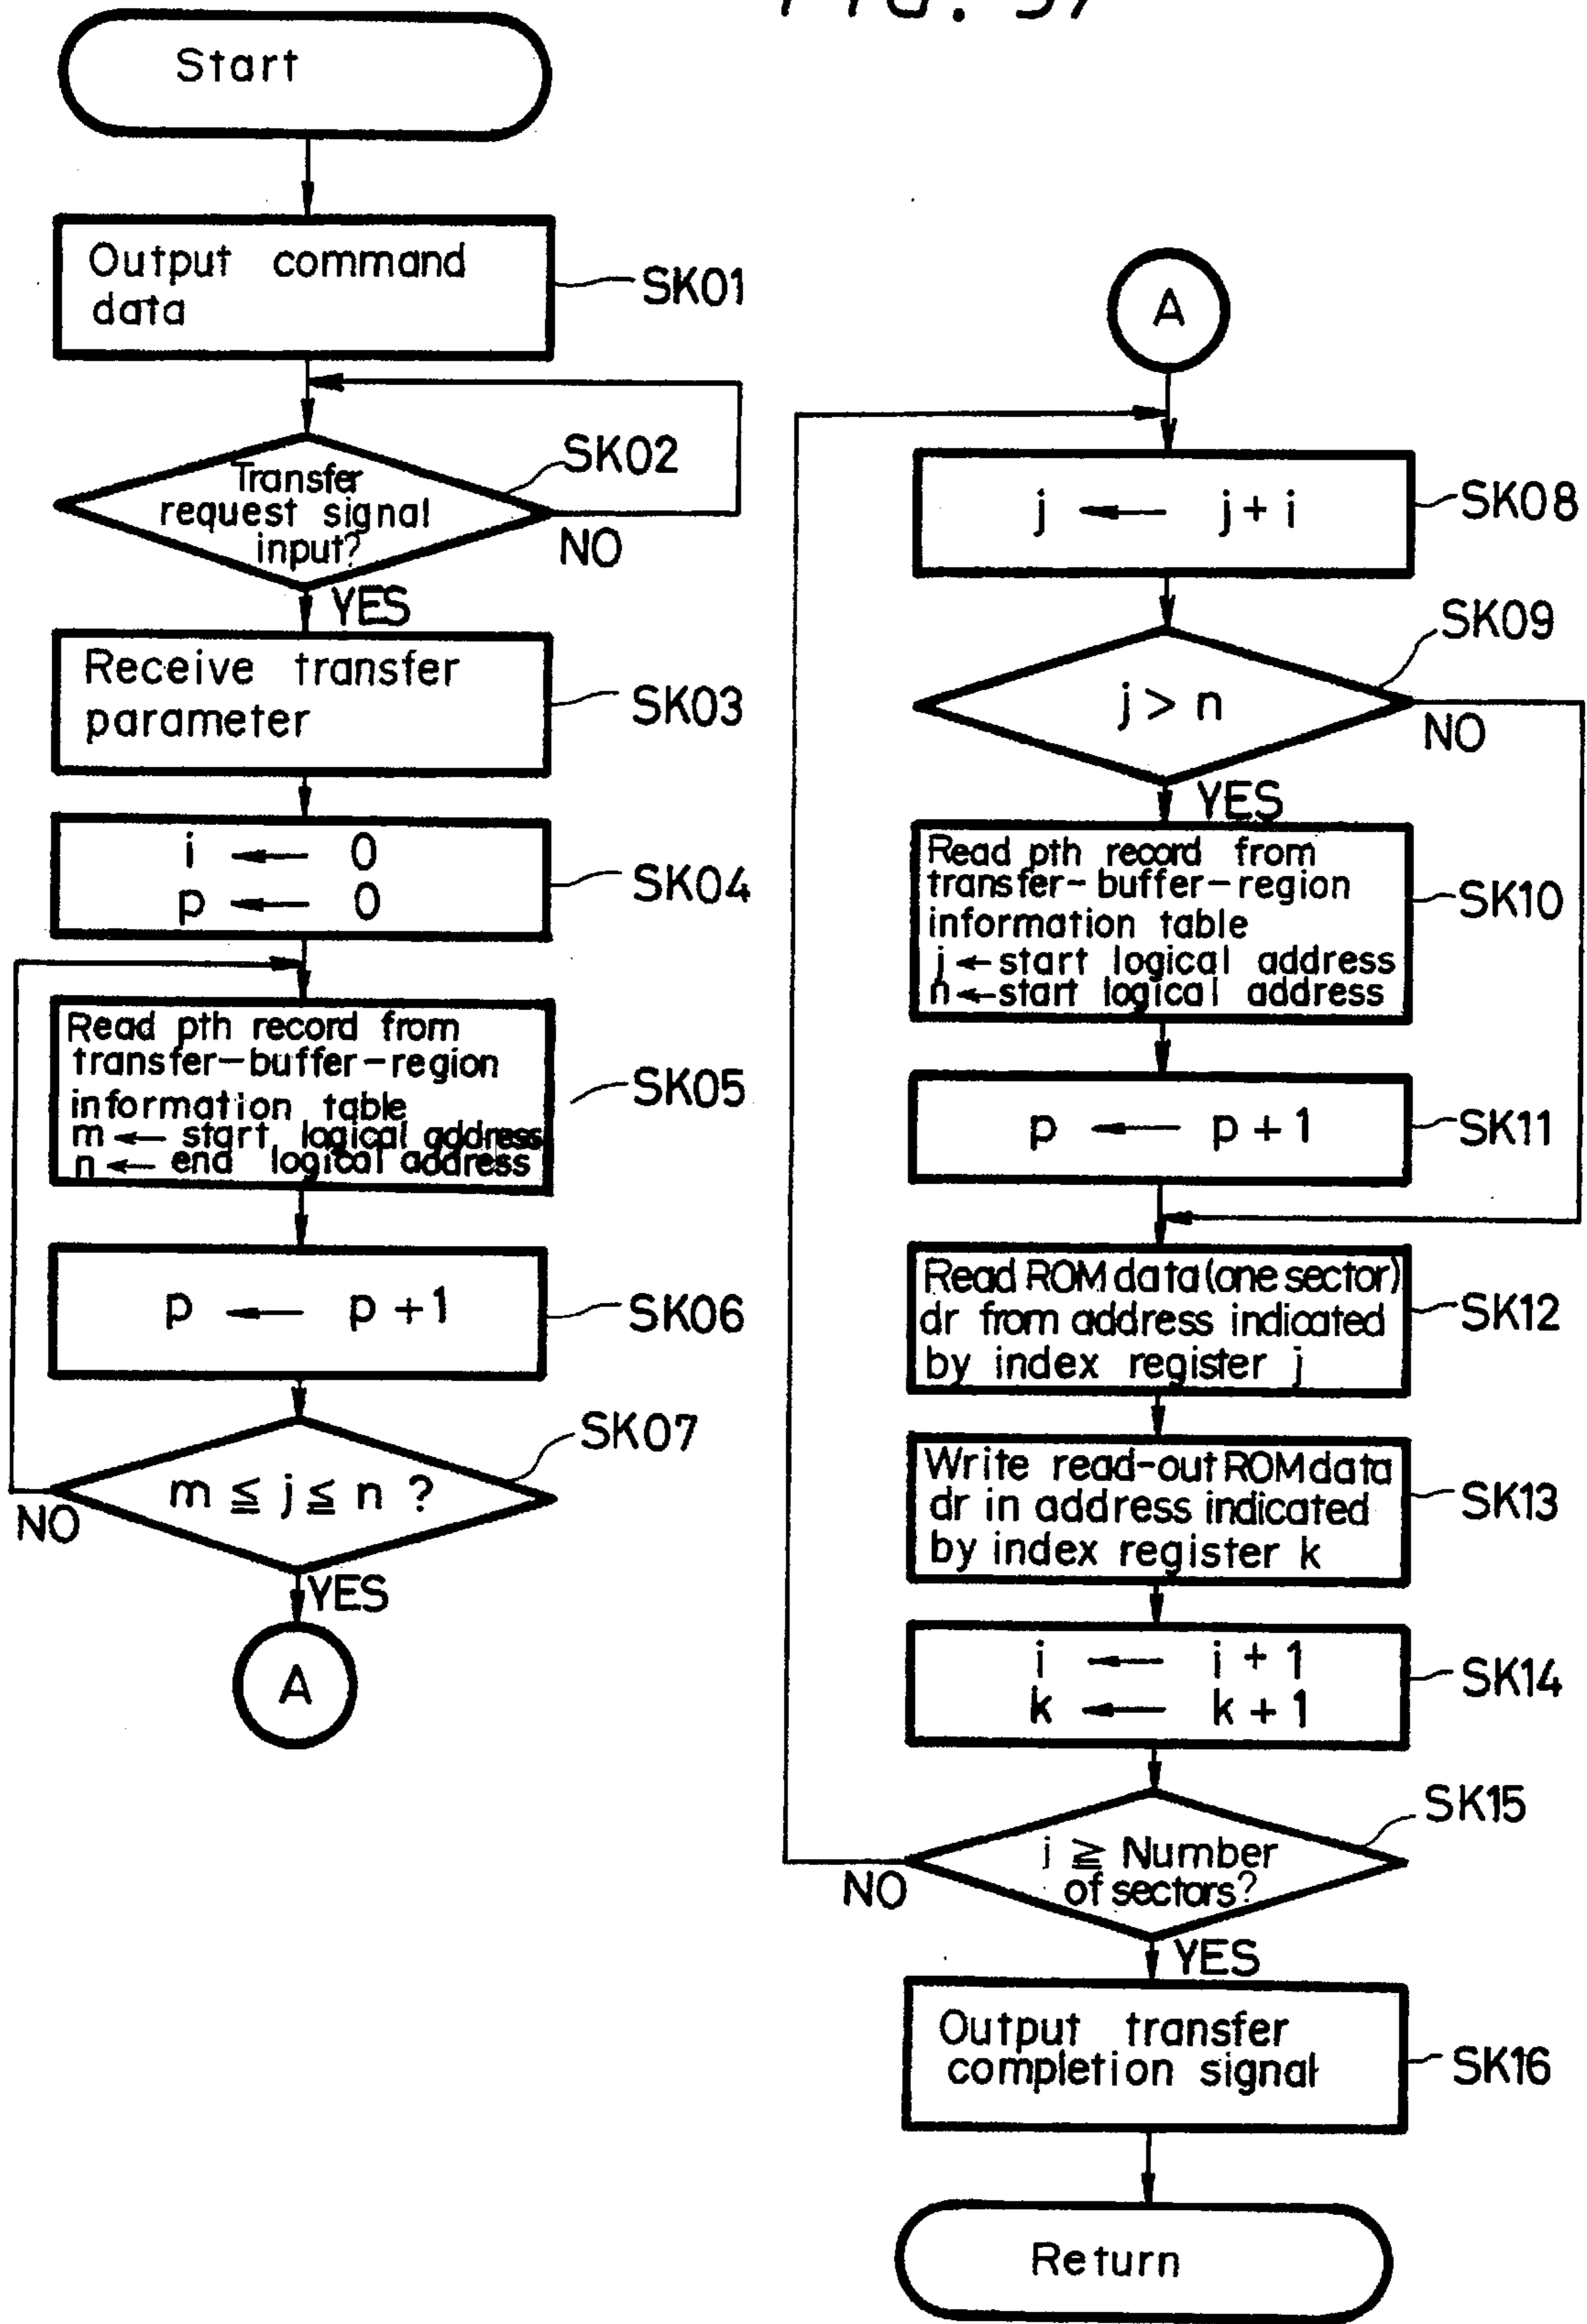 FIG.
Start
Output command
data
SK01
Transfer
request signal
input?
SK02
NO
YES
Receive transfer
parameter
SK03
i ← 0
p ← 0
SK04
Read pth record from
transfer-buffer-region
information table
m ← start logical address
n ← end logical address
SK05
p ← p + 1
SK06
m ≦ j ≦ n ?
SK07
NO
YES
A
A
j ← j + i
SK08
j > n
SK09
NO
YES
Read pth record from
transfer-buffer-region
information table
j ← start logical address
n ← start logical address
SK10
p ← p + 1
SK11
Read ROM data (one sector)
dr from address indicated
by index register j
SK12
Write read-out ROM data
dr in address indicated
by index register k
SK13
i ← i + 1
k ← k + 1
SK14
i ≧ Number
of sectors?
SK15
NO
YES
Output transfer
completion signal
SK16
Return